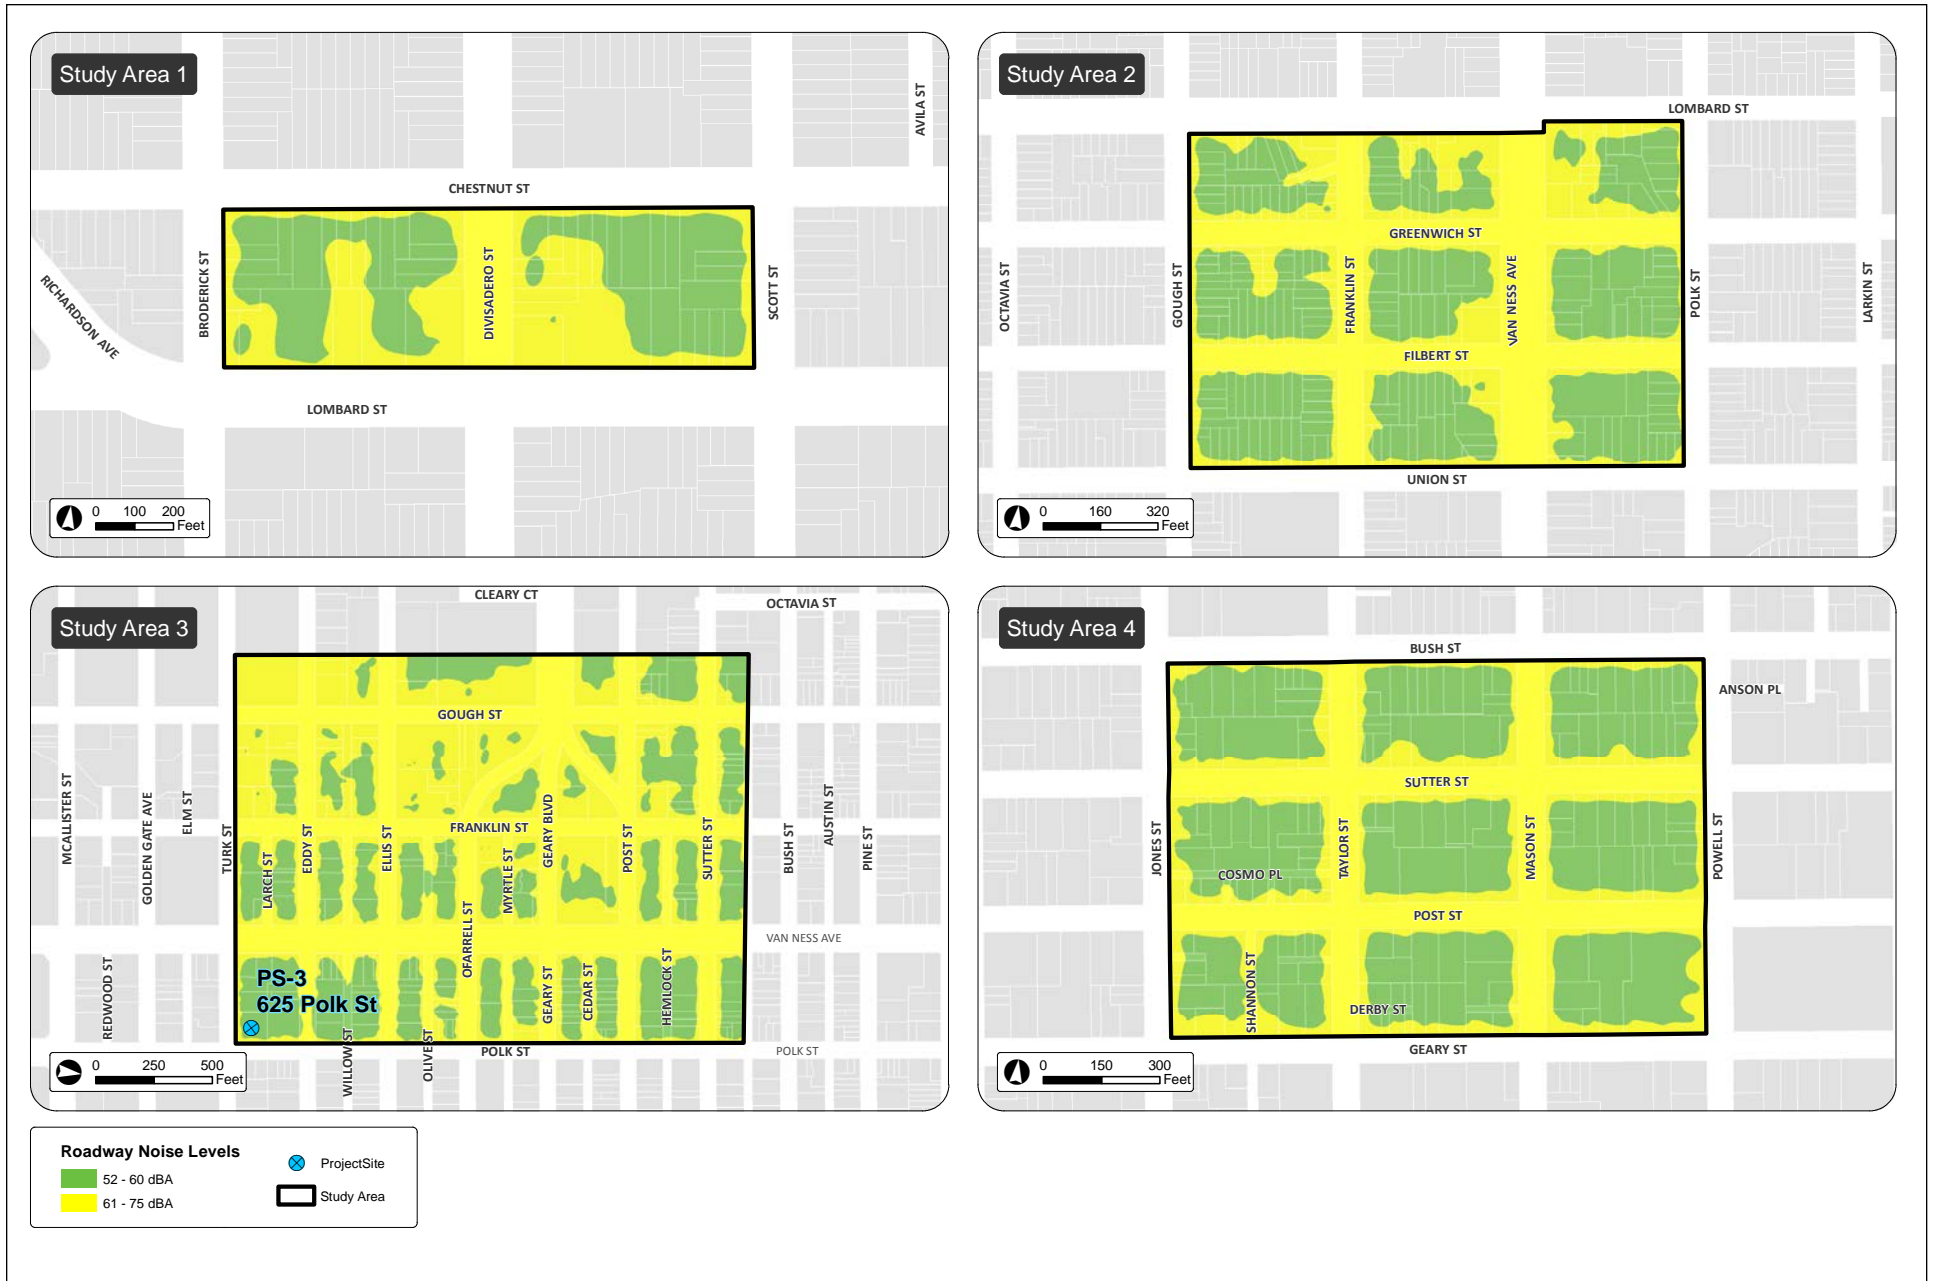 Study Area 1
AVILA ST
CHESTNUT ST
BRODERICK ST
DIVISADERO ST
SCOTT ST
RICHARDSON AVE
LOMBARD ST
0 100 200
Feet
Study Area 2
LOMBARD ST
GREENWICH ST
OCTAVIA ST
GOUGH ST
FRANKLIN ST
VAN NESS AVE
POLK ST
LARKIN ST
FILBERT ST
UNION ST
0 160 320
Feet
Study Area 3
CLEARY CT
OCTAVIA ST
GOUGH ST
MCALLISTER ST
GOLDEN GATE AVE
ELM ST
TURK ST
LARCH ST
EDDY ST
ELLIS ST
FRANKLIN ST
OFARRELL ST
MYRTLE ST
GEARY BLVD
POST ST
SUTTER ST
BUSH ST
AUSTIN ST
PINE ST
VAN NESS AVE
REDWOOD ST
PS-3
625 Polk St
WILLOW ST
OLIVE ST
GEARY ST
CEDAR ST
HEMLOCK ST
POLK ST
POLK ST
0 250 500
Feet
Study Area 4
BUSH ST
ANSON PL
SUTTER ST
JONES ST
TAYLOR ST
MASON ST
POWELL ST
COSMO PL
POST ST
SHANNON ST
DERBY ST
GEARY ST
0 150 300
Feet
Roadway Noise Levels
52 - 60 dBA
61 - 75 dBA
ProjectSite
Study Area